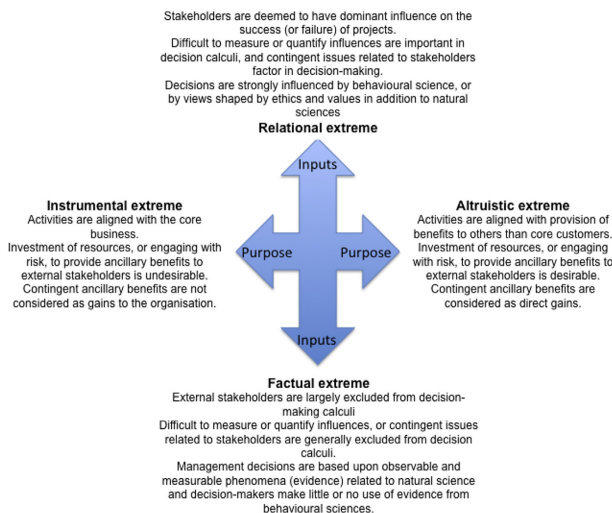 Stakeholders are deemed to have dominant influence on the
success (or failure) of projects.
Difficult to measure or quantify influences are important in
decision calculi, and contingent issues related to stakeholders
factor in decision-making.
Decisions are strongly influenced by behavioural science, or
by views shaped by ethics and values in addition to natural
sciences
Relational extreme
Inputs
Instrumental extreme
Activities are aligned with the core
business.
Investment of resources, or engaging with
risk, to provide ancillary benefits to
external stakeholders is undesirable.
Contingent ancillary benefits are not
considered as gains to the organisation.
Purpose
Purpose
Altruistic extreme
Activities are aligned with provision of
benefits to others than core customers.
Investment of resources, or engaging
with risk, to provide ancillary benefits to
external stakeholders is desirable.
Contingent ancillary benefits are
considered as direct gains.
Inputs
Factual extreme
External stakeholders are largely excluded from decision-
making calculi
Difficult to measure or quantify influences, or contingent issues
related to stakeholders are generally excluded from decision
calculi.
Management decisions are based upon observable and
measurable phenomena (evidence) related to natural science
and decision-makers make little or no use of evidence from
behavioural sciences.